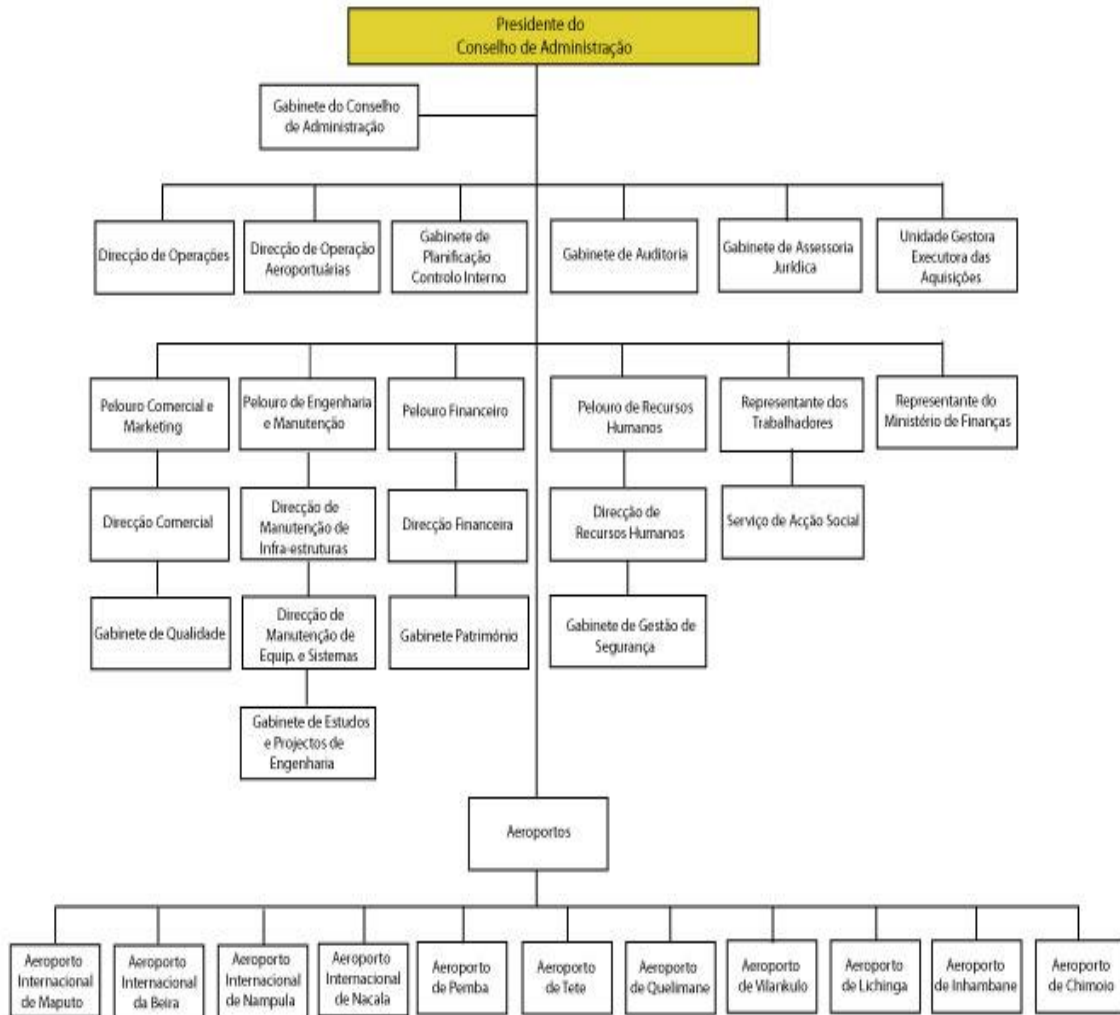 Presidente do
Conselho de Administração
Gabinete do Conselho
de Administração
Direcção de Operações
Direcção de Operação
Aeroportuárias
Gabinete de
Planificação
Controlo Interno
Gabinete de Auditoria
Gabinete de Assessoria
Jurídica
Unidade Gestora
Executora das
Aquisições
Pelouro Comercial e
Marketing
Pelouro de Engenharia
e Manutenção
Pelouro Financeiro
Pelouro de Recursos
Humanos
Representante dos
Trabalhadores
Representante do
Ministério de Finanças
Direcção Comercial
Direcção de
Manutenção de
Infra-estruturas
Direcção Financeira
Direcção de
Recursos Humanos
Serviço de Acção Social
Gabinete de Qualidade
Direcção de
Manutenção de
Equip. e Sistemas
Gabinete Património
Gabinete de Gestão de
Segurança
Gabinete de Estudos
e Projectos de
Engenharia
Aeroportos
Aeroporto
Internacional
de Maputo
Aeroporto
Internacional
da Beira
Aeroporto
Internacional
de Nampula
Aeroporto
Internacional
de Nacala
Aeroporto
de Pemba
Aeroporto
de Tete
Aeroporto
de Quelimane
Aeroporto
de Vilankulo
Aeroporto
de Lichinga
Aeroporto
de Inhambane
Aeroporto
de Chimoio